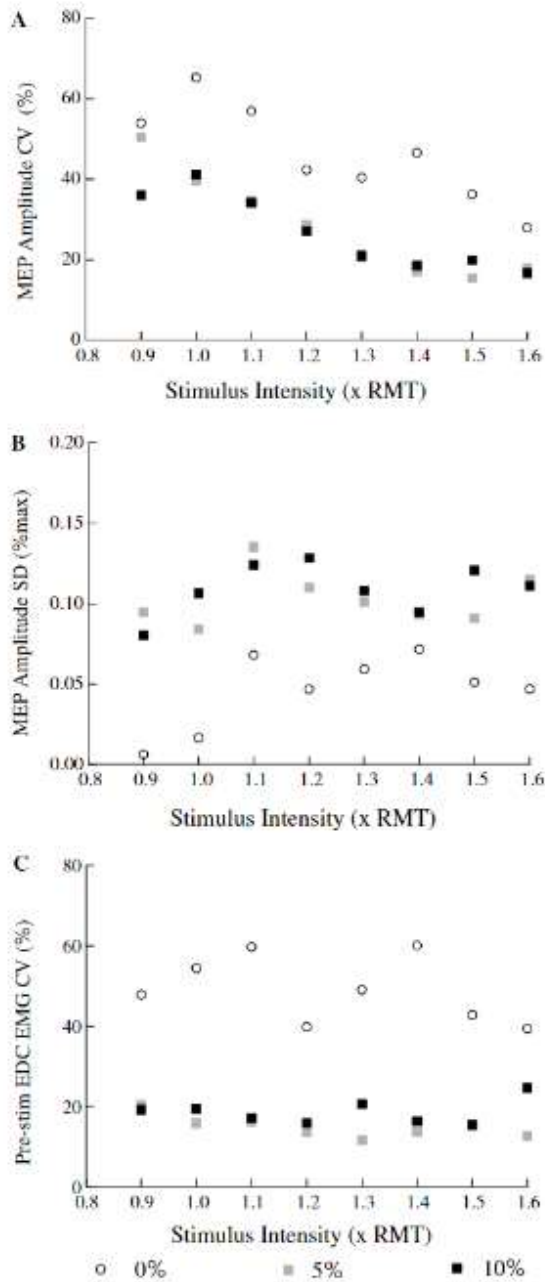 A
MEP Amplitude CV (%)
80
60
40
20
0
0.8 0.9 1.0 1.1 1.2 1.3 1.4 1.5 1.6
Stimulus Intensity (x RMT)
B
MEP Amplitude SD (%max)
0.20
0.15
0.10
0.05
0.00
0.8 0.9 1.0 1.1 1.2 1.3 1.4 1.5 1.6
Stimulus Intensity (x RMT)
C
Pre-stim EDC EMG CV (%)
80
60
40
20
0
0.8 0.9 1.0 1.1 1.2 1.3 1.4 1.5 1.6
Stimulus Intensity (x RMT)
0% 5% 10%